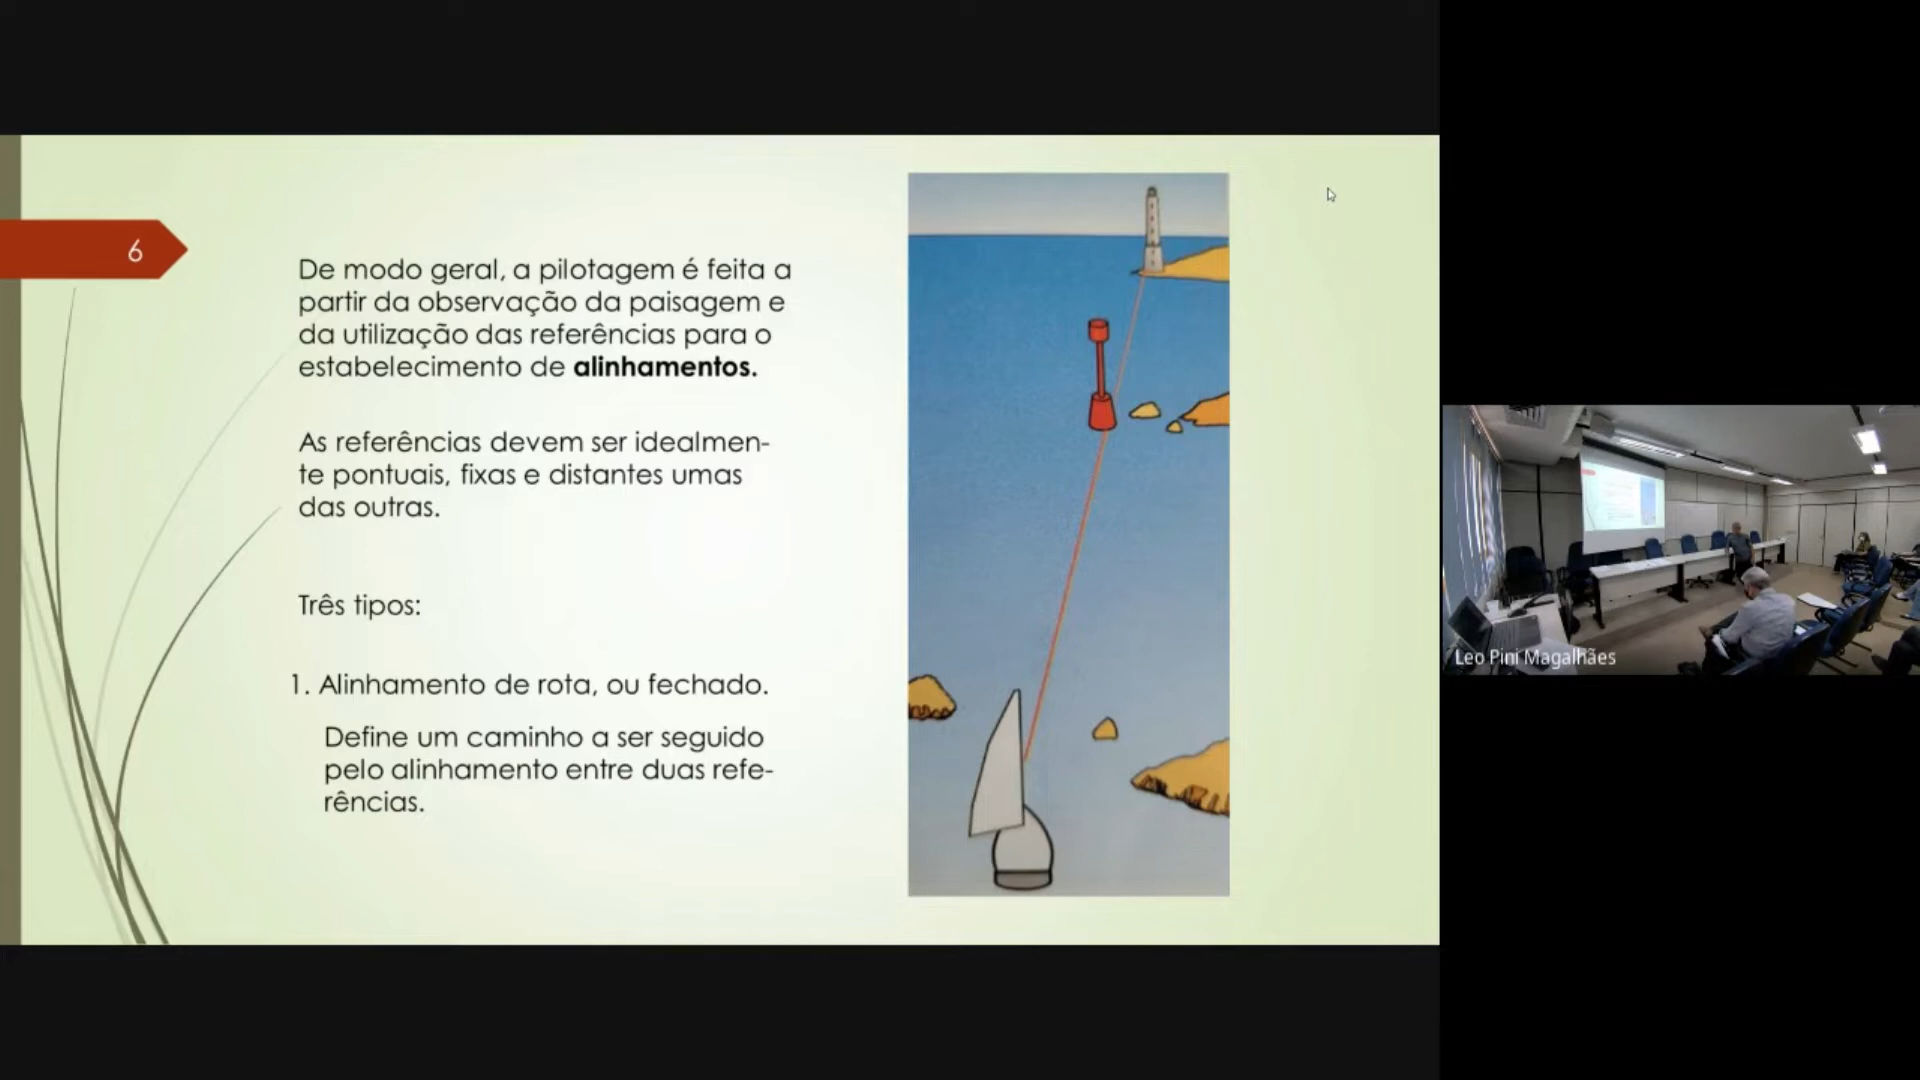 6
De modo geral, a pilotagem é feita a
partir da observação da paisagem e
da utilização das referências para o
estabelecimento de alinhamentos.
As referências devem ser idealmen-
te pontuais, fixas e distantes umas
das outras.
Três tipos:
1. Alinhamento de rota, ou fechado.
Define um caminho a ser seguido
pelo alinhamento entre duas refe-
rências.
Leo Pini Magalhães